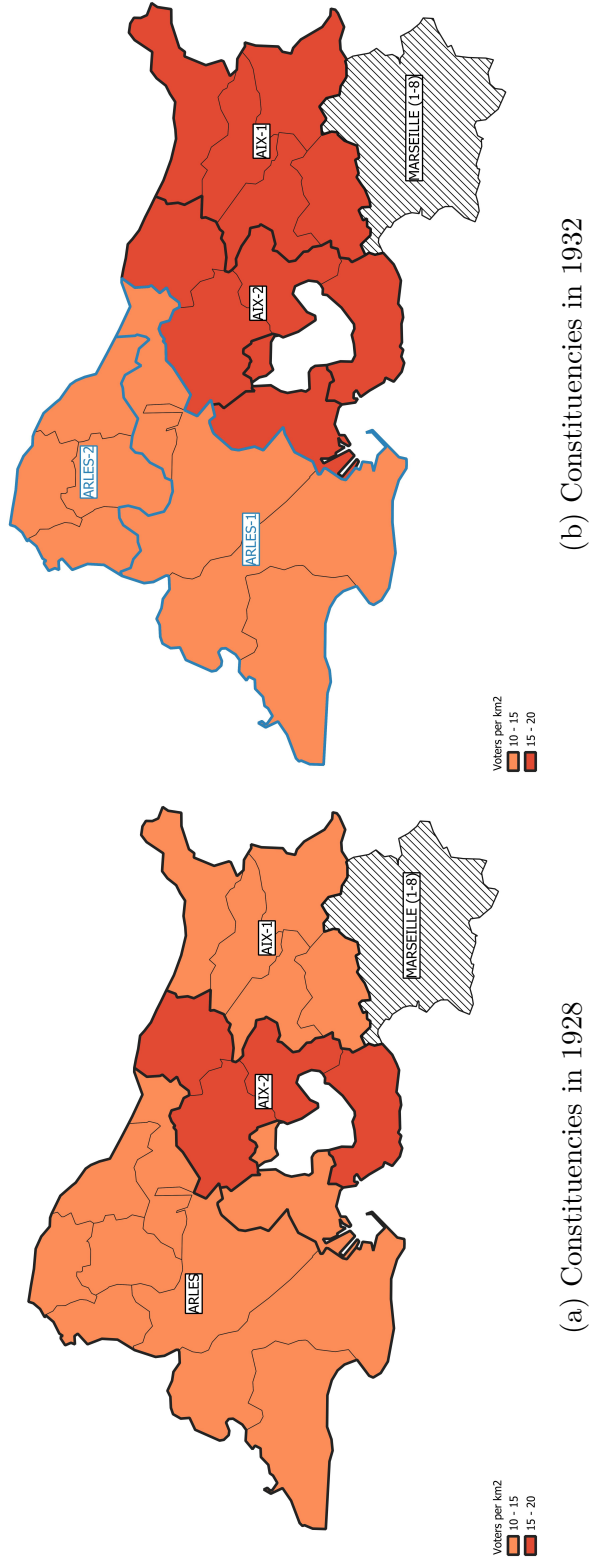 ARLES
AIX-2
AIX-1
MARSEILLE (1-8)
Voters per km2
10 - 15
15 - 20
(a) Constituencies in 1928
ARLES-2
ARLES-1
AIX-2
AIX-1
MARSEILLE (1-8)
Voters per km2
10 - 15
15 - 20
(b) Constituencies in 1932